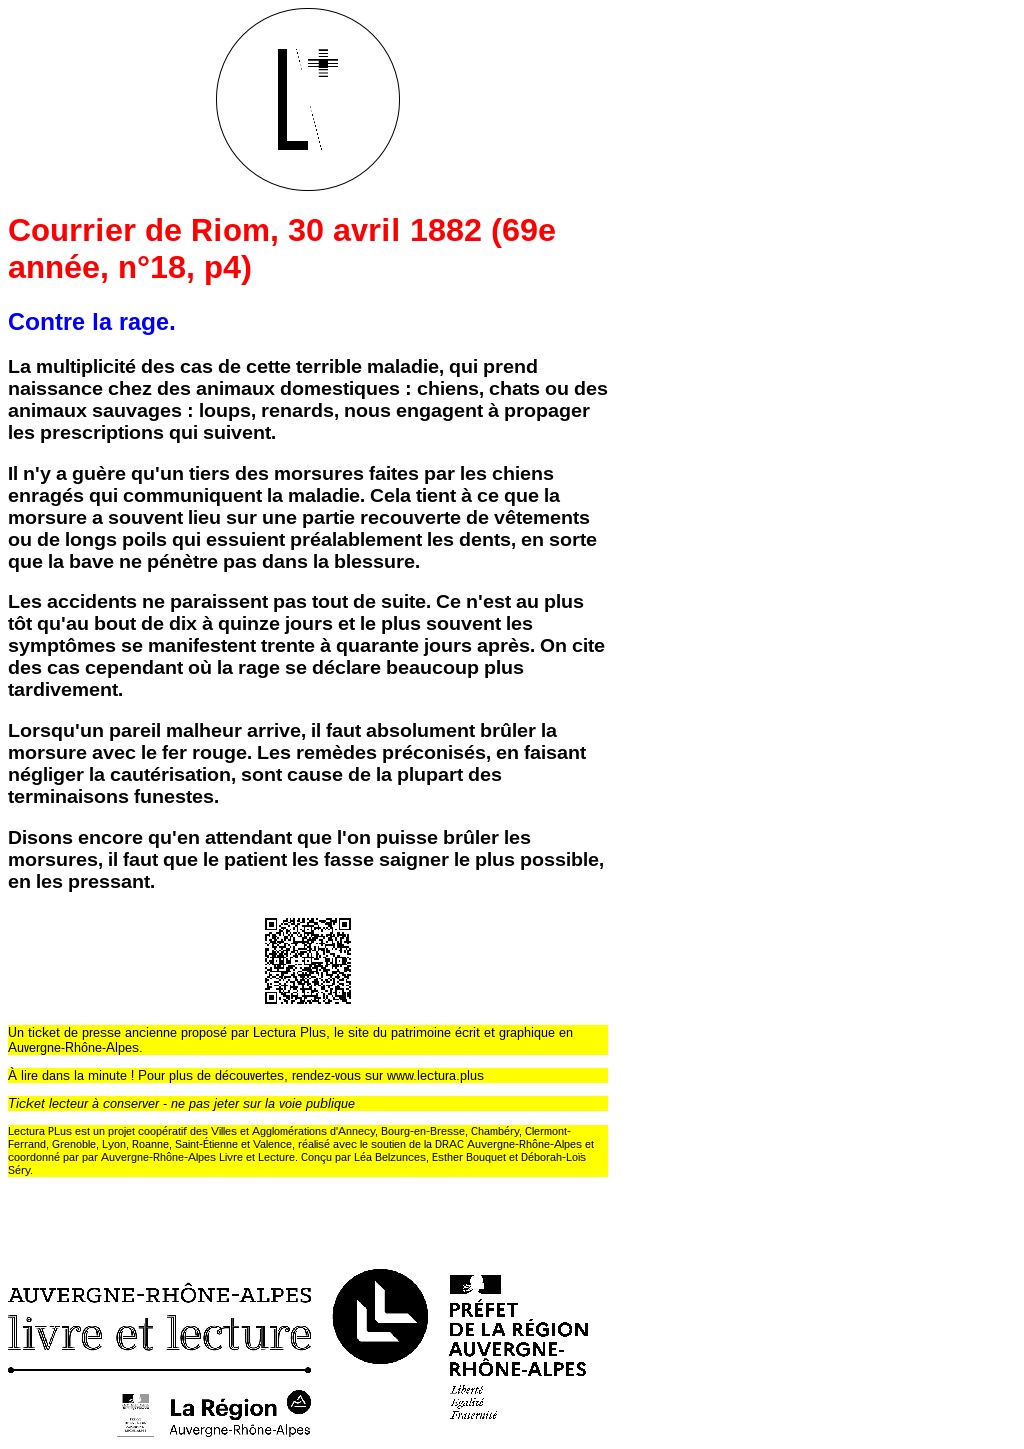 L+
Courrier de Riom, 30 avril 1882 (69e
année, n°18, p4)
Contre la rage.
La multiplicité des cas de cette terrible maladie, qui prend
naissance chez des animaux domestiques : chiens, chats ou des
animaux sauvages : loups, renards, nous engagent à propager
les prescriptions qui suivent.
Il n'y a guère qu'un tiers des morsures faites par les chiens
enragés qui communiquent la maladie. Cela tient à ce que la
morsure a souvent lieu sur une partie recouverte de vêtements
ou de longs poils qui essuient préalablement les dents, en sorte
que la bave ne pénètre pas dans la blessure.
Les accidents ne paraissent pas tout de suite. Ce n'est au plus
tôt qu'au bout de dix à quinze jours et le plus souvent les
symptômes se manifestent trente à quarante jours après. On cite
des cas cependant où la rage se déclare beaucoup plus
tardivement.
Lorsqu'un pareil malheur arrive, il faut absolument brûler la
morsure avec le fer rouge. Les remèdes préconisés, en faisant
négliger la cautérisation, sont cause de la plupart des
terminaisons funestes.
Disons encore qu'en attendant que l'on puisse brûler les
morsures, il faut que le patient les fasse saigner le plus possible,
en les pressant.
Un ticket de presse ancienne proposé par Lectura Plus, le site du patrimoine écrit et graphique en
Auvergne-Rhône-Alpes.
À lire dans la minute ! Pour plus de découvertes, rendez-vous sur www.lectura.plus
Ticket lecteur à conserver - ne pas jeter sur la voie publique
Lectura PLus est un projet coopératif des Villes et Agglomérations d'Annecy, Bourg-en-Bresse, Chambéry, Clermont-
Ferrand, Grenoble, Lyon, Roanne, Saint-Étienne et Valence, réalisé avec le soutien de la DRAC Auvergne-Rhône-Alpes et
coordonné par par Auvergne-Rhône-Alpes Livre et Lecture. Conçu par Léa Belzunces, Esther Bouquet et Déborah-Loïs
Séry.
AUVERGNE-RHÔNE-ALPES
livre et lecture
La Région
Auvergne-Rhône-Alpes
PRÉFET
DE LA RÉGION
AUVERGNE-
RHÔNE-ALPES
Liberté
Égalité
Fraternité